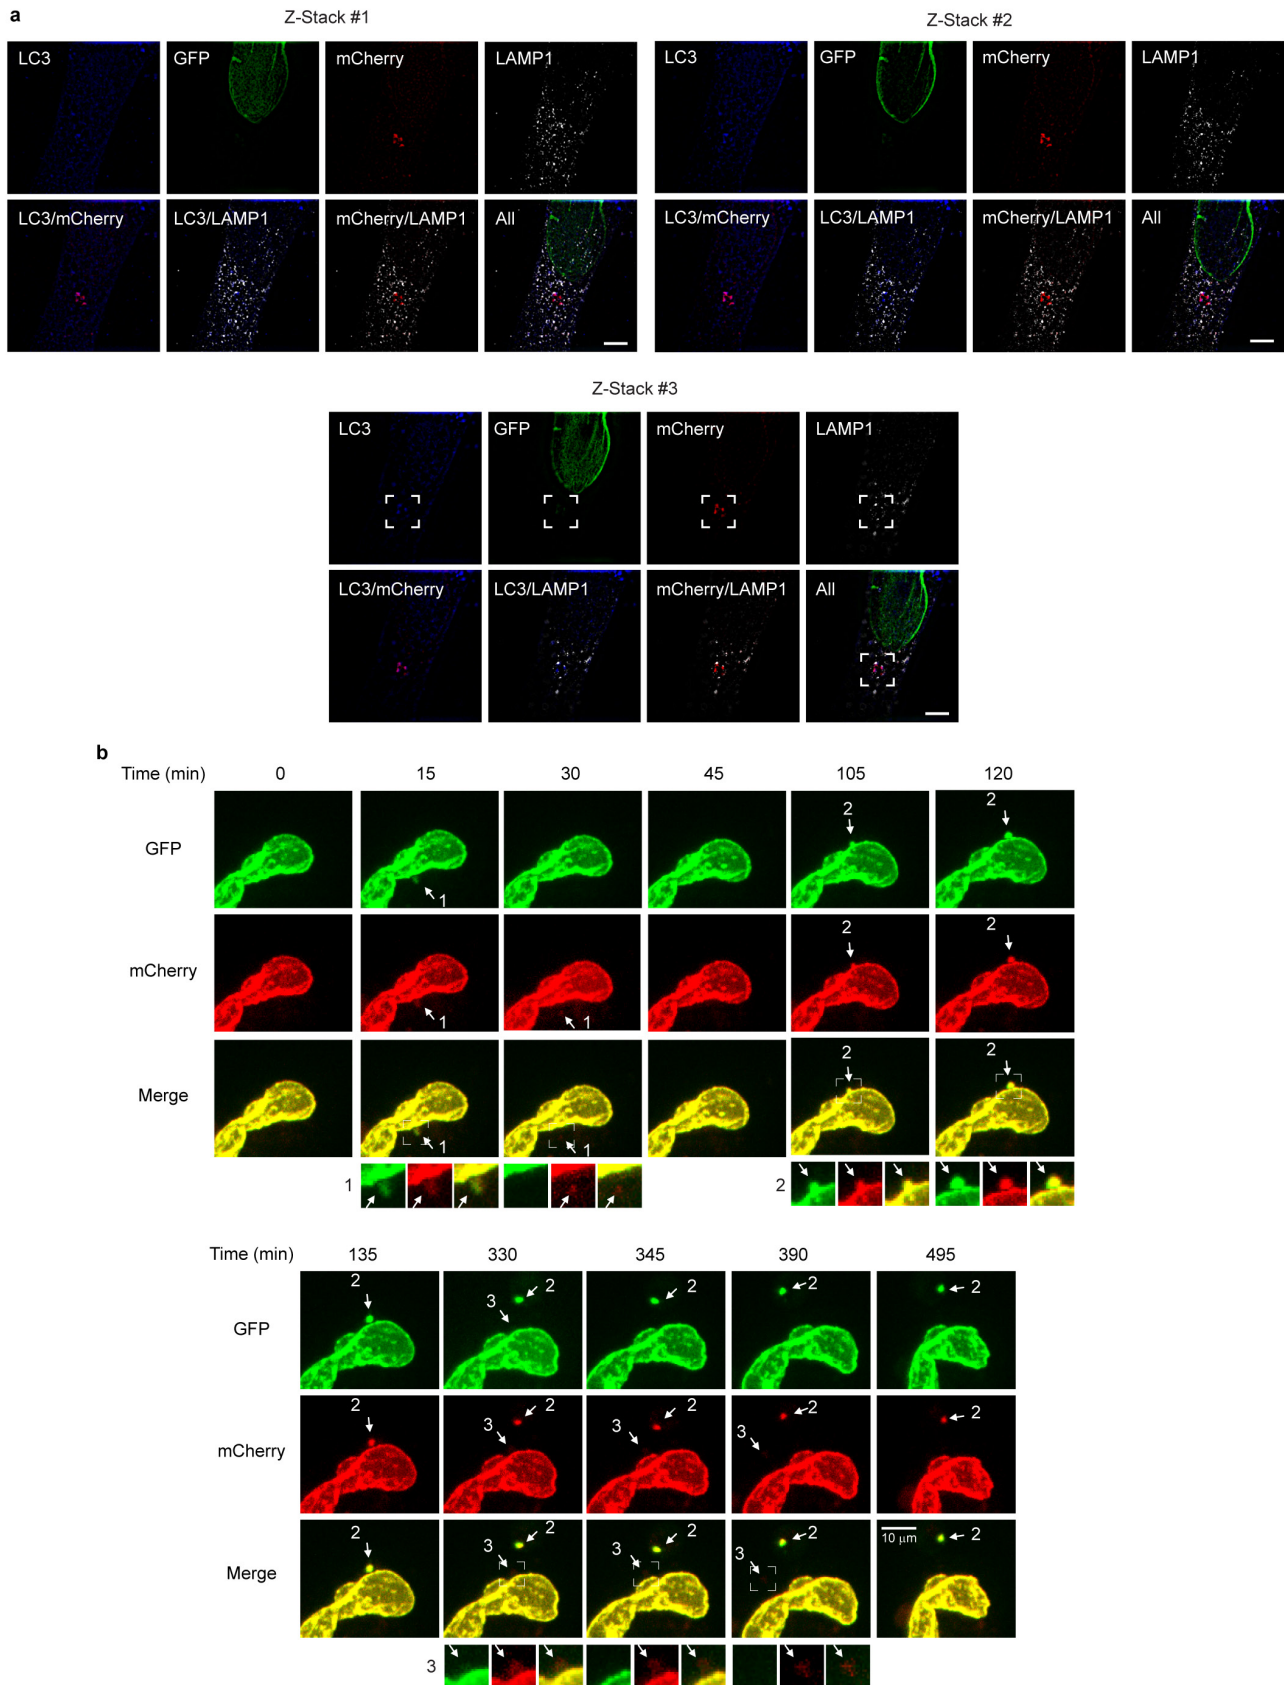 a
Z-Stack #1
Z-Stack #2
LC3 GFP mCherry LAMP1
LC3 GFP mCherry LAMP1
LC3/mCherry LC3/LAMP1 mCherry/LAMP1 All
LC3/mCherry LC3/LAMP1 mCherry/LAMP1 All
Z-Stack #3
LC3 GFP mCherry LAMP1
LC3/mCherry LC3/LAMP1 mCherry/LAMP1 All
b
Time (min) 0 15 30 45 105 120
GFP 1 2 2
mCherry 1 1 2 2
Merge 1 1 2 2
1 2
Time (min) 135 330 345 390 495
GFP 2 3 2 2 2 2
mCherry 2 3 2 3 2 3 2 2
Merge 2 3 2 3 2 3 2 10 μm 2
3